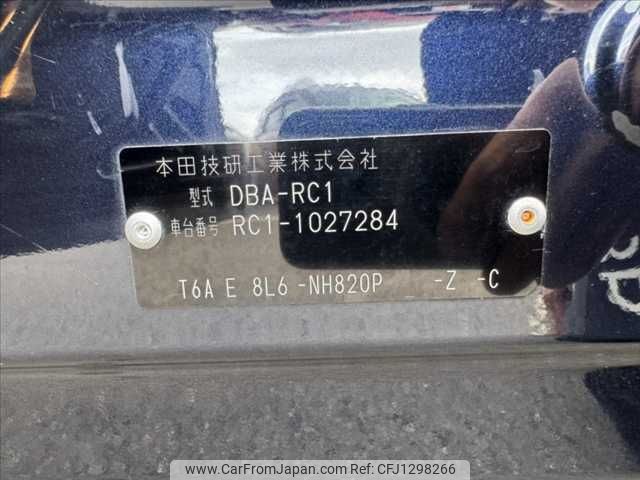 本田技研工業株式会社
型式 DBA-RC1
車台番号 RC1-1027284
T6A E 8L6 -NH820P _ -Z -C
www.CarFromJapan.com - No: CFJ1298266